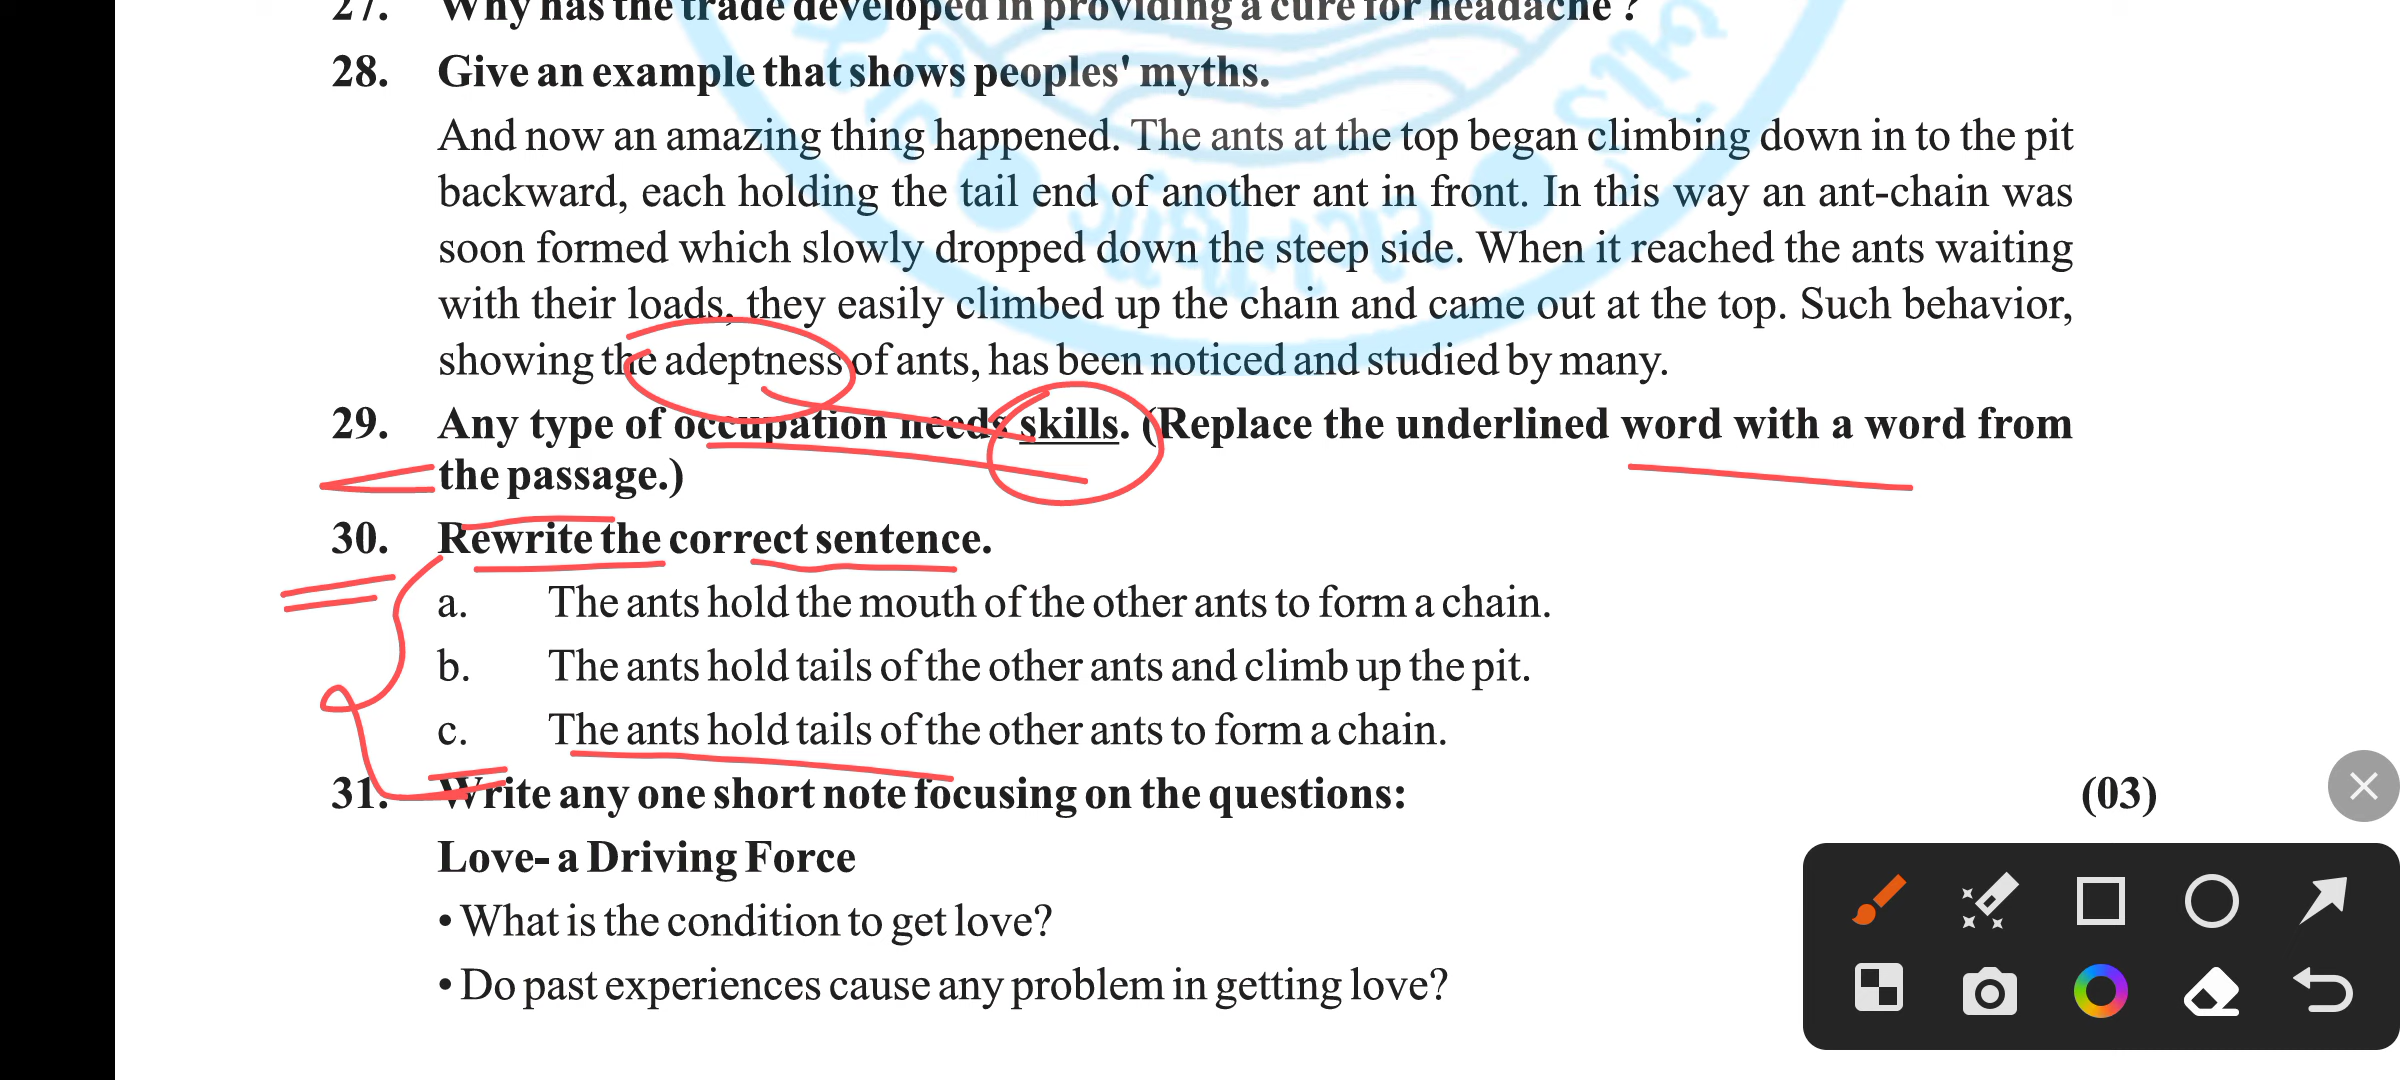 27. Why has the trade developed in providing a cure for headache ?
28. Give an example that shows peoples' myths.
And now an amazing thing happened. The ants at the top began climbing down in to the pit
backward, each holding the tail end of another ant in front. In this way an ant-chain was
soon formed which slowly dropped down the steep side. When it reached the ants waiting
with their loads, they easily climbed up the chain and came out at the top. Such behavior,
showing the adeptness of ants, has been noticed and studied by many.
29. Any type of occupation needs skills. (Replace the underlined word with a word from
the passage.)
30. Rewrite the correct sentence.
a. The ants hold the mouth of the other ants to form a chain.
b. The ants hold tails of the other ants and climb up the pit.
c. The ants hold tails of the other ants to form a chain.
31. Write any one short note focusing on the questions: (03)
Love- a Driving Force
• What is the condition to get love?
• Do past experiences cause any problem in getting love?